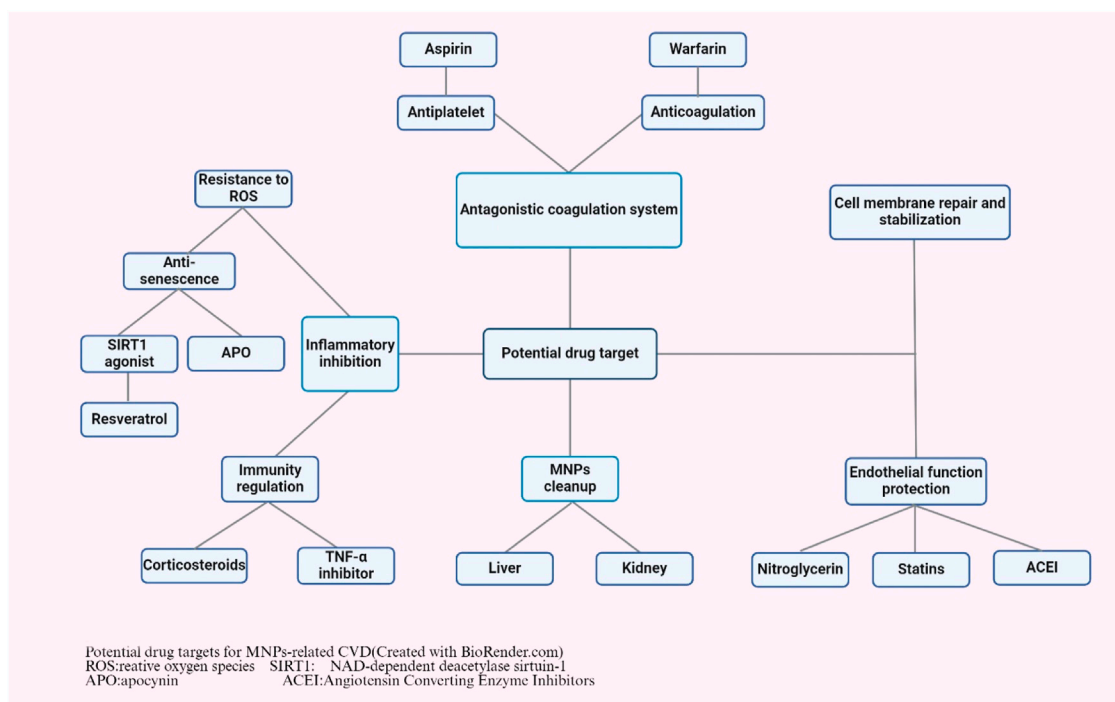 Aspirin
Warfarin
Antiplatelet
Anticoagulation
Resistance to
ROS
Antagonistic coagulation system
Cell membrane repair and
stabilization
Anti-
senescence
SIRT1
agonist
APO
Inflammatory
inhibition
Potential drug target
Resveratrol
Immunity
regulation
MNPs
cleanup
Endothelial function
protection
Corticosteroids
TNF-α
inhibitor
Liver
Kidney
Nitroglycerin
Statins
ACEI
Potential drug targets for MNPs-related CVD(Created with BioRender.com)
ROS:reative oxygen species SIRT1: NAD-dependent deacetylase sirtuin-1
APO:apocynin ACEI:Angiotensin Converting Enzyme Inhibitors